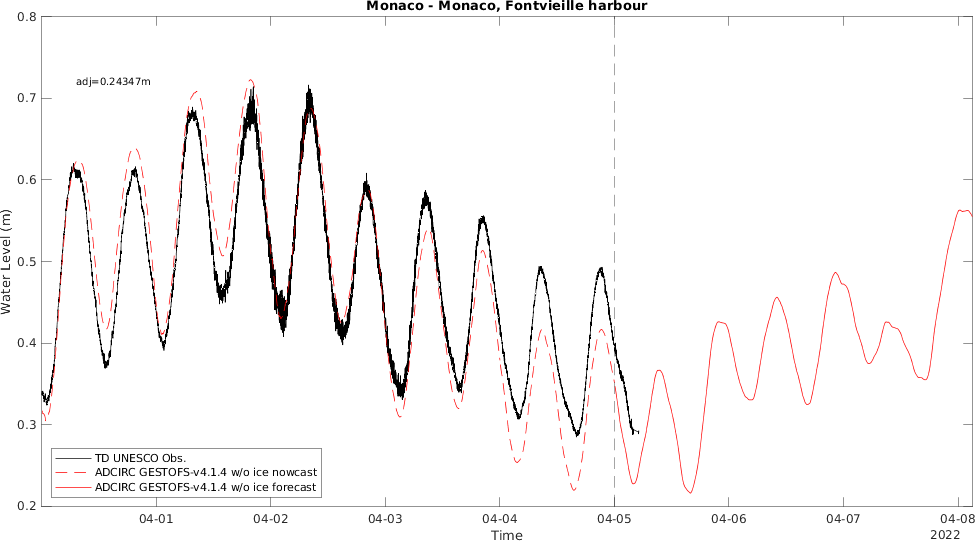 Monaco - Monaco, Fontvieille harbour
0.8
0.7
0.6
0.5
0.4
0.3
0.2
Water Level (m)
adj=0.24347m
TD UNESCO Obs.
ADCIRC GESTOFS-v4.1.4 w/o ice nowcast
ADCIRC GESTOFS-v4.1.4 w/o ice forecast
04-01 04-02 04-03 04-04 04-05 04-06 04-07 04-08
Time
2022